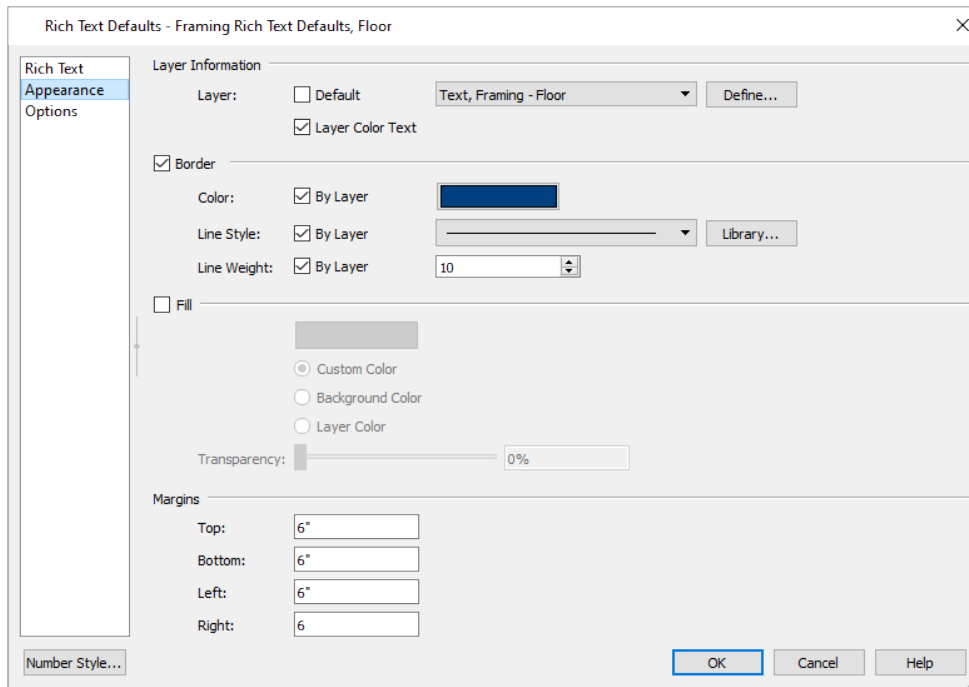 Rich Text Defaults - Framing Rich Text Defaults, Floor
Rich Text
Appearance
Options
Layer Information
Layer: Default Text, Framing - Floor Define...
Layer Color Text
Border
Color: By Layer
Line Style: By Layer Library...
Line Weight: By Layer 10
Fill
Custom Color
Background Color
Layer Color
Transparency: 0%
Margins
Top: 6"
Bottom: 6"
Left: 6"
Right: 6
Number Style... OK Cancel Help